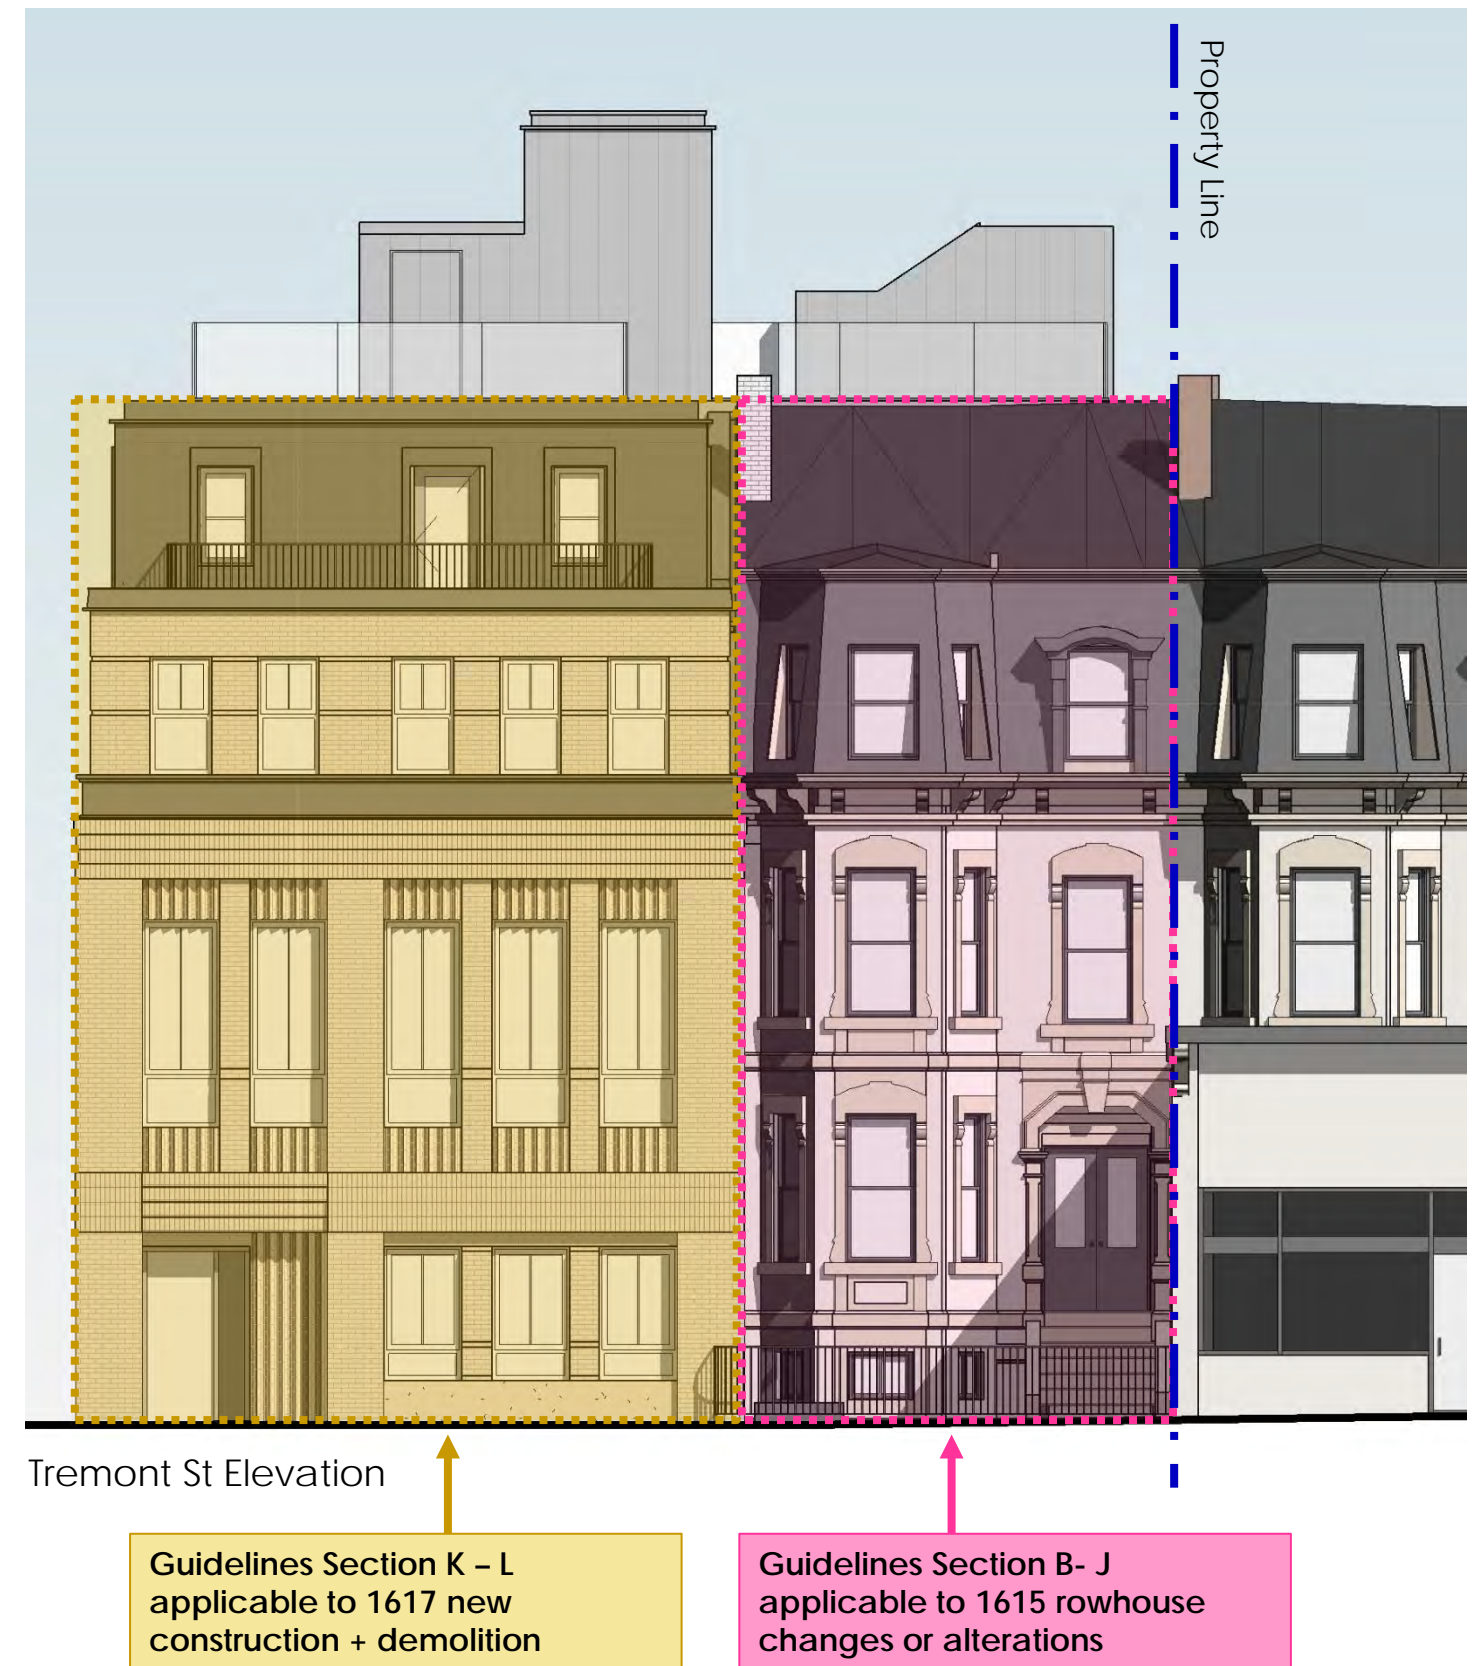 Property Line
Tremont St Elevation
Guidelines Section K – L
applicable to 1617 new
construction + demolition
Guidelines Section B- J
applicable to 1615 rowhouse
changes or alterations